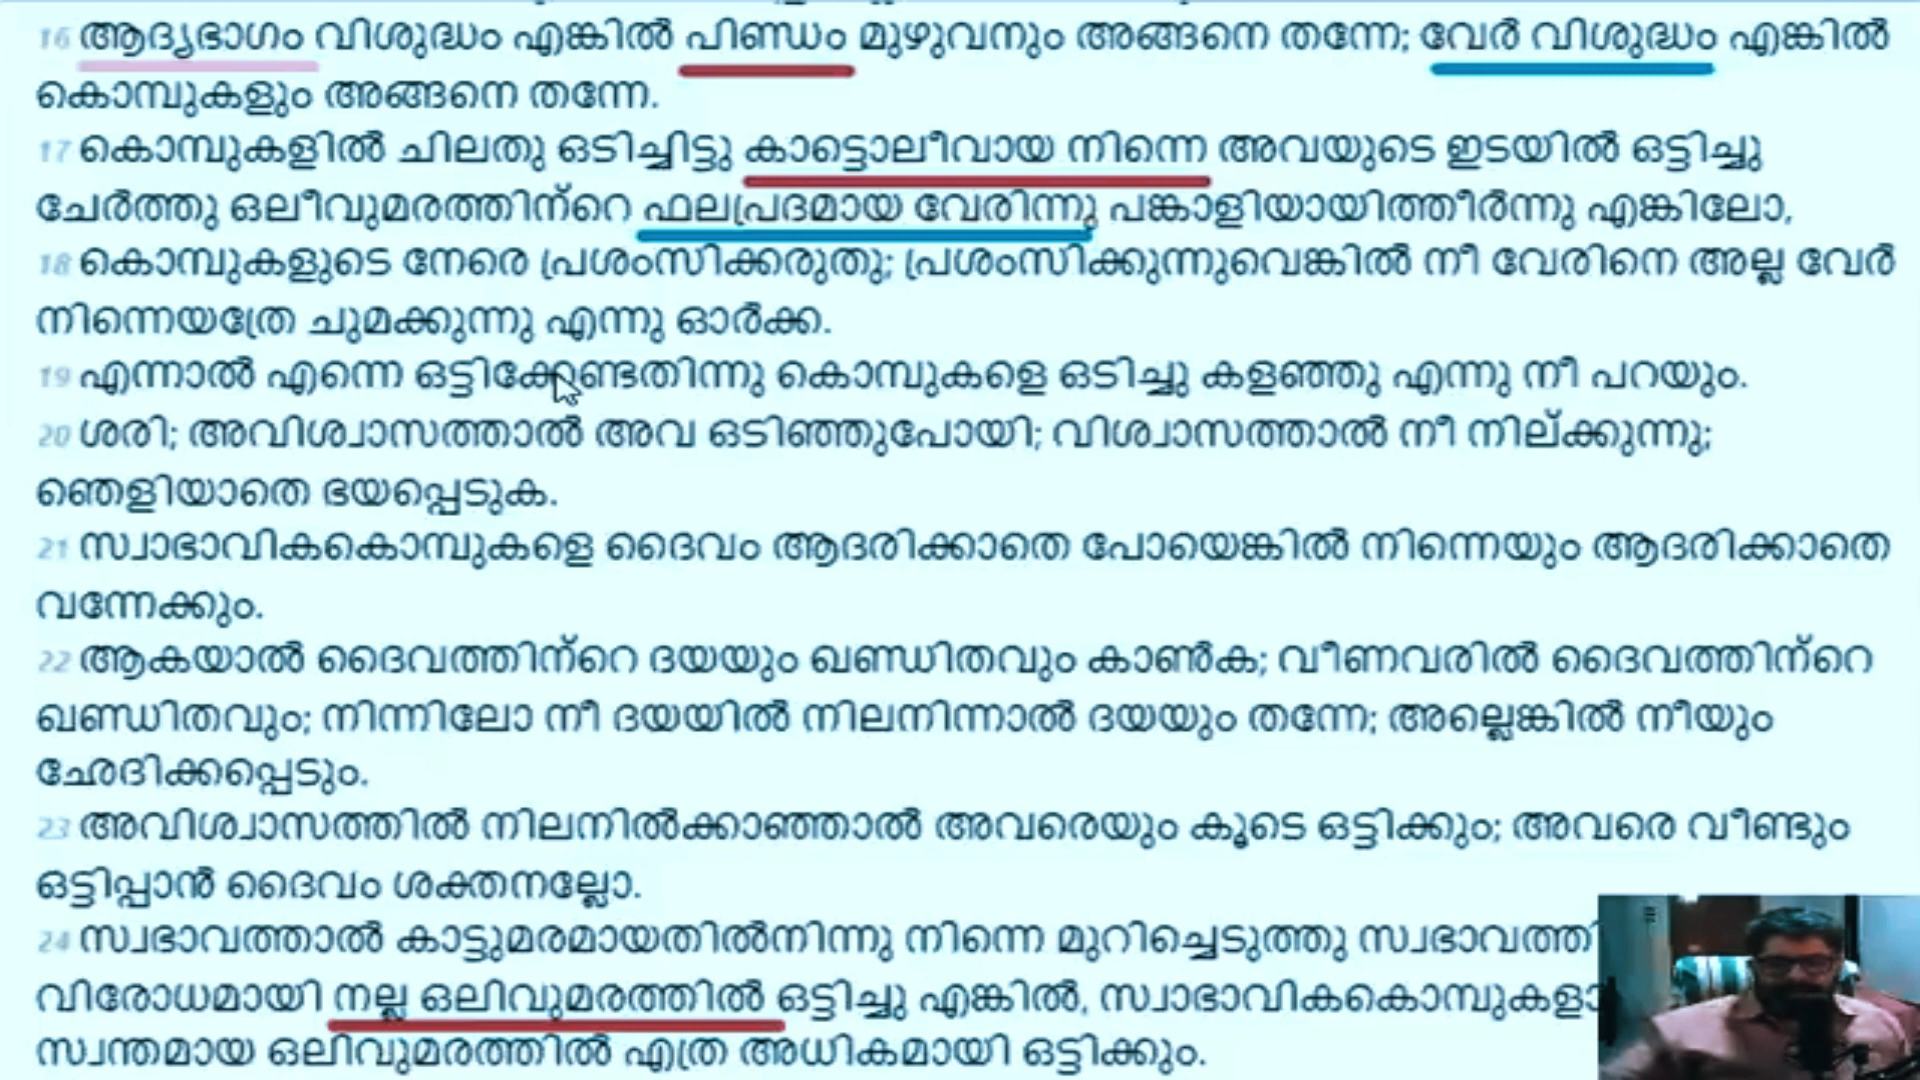 16 ആദ്യഭാഗം വിശുദ്ധം എങ്കിൽ പിണ്ഡം മുഴുവനും അങ്ങനെ തന്നേ; വേർ വിശുദ്ധം എങ്കിൽ
കൊമ്പുകളും അങ്ങനെ തന്നേ.
17 കൊമ്പുകളിൽ ചിലതു ഒടിച്ചിട്ടു കാട്ടൊലീവായ നിന്നെ അവയുടെ ഇടയിൽ ഒട്ടിച്ചു
ചേർത്തു ഒലീവുമരത്തിന്റെ ഫലപ്രദമായ വേരിന്നു പങ്കാളിയായിത്തീർന്നു എങ്കിലോ,
18 കൊമ്പുകളുടെ നേരെ പ്രശംസിക്കരുതു; പ്രശംസിക്കുന്നുവെങ്കിൽ നീ വേരിനെ അല്ല വേർ
നിന്നെയത്രേ ചുമക്കുന്നു എന്നു ഓർക്ക.
19 എന്നാൽ എന്നെ ഒട്ടിക്കേണ്ടതിന്നു കൊമ്പുകളെ ഒടിച്ചു കളഞ്ഞു എന്നു നീ പറയും.
20 ശരി; അവിശ്വാസത്താൽ അവ ഒടിഞ്ഞുപോയി; വിശ്വാസത്താൽ നീ നില്ക്കുന്നു;
ഞെളിയാതെ ഭയപ്പെടുക.
21 സ്വാഭാവികകൊമ്പുകളെ ദൈവം ആദരിക്കാതെ പോയെങ്കിൽ നിന്നെയും ആദരിക്കാതെ
വന്നേക്കും.
22 ആകയാൽ ദൈവത്തിന്റെ ദയയും ഖണ്ഡിതവും കാൺക; വീണവരിൽ ദൈവത്തിന്റെ
ഖണ്ഡിതവും; നിന്നിലോ നീ ദയയിൽ നിലനിന്നാൽ ദയയും തന്നേ; അല്ലെങ്കിൽ നീയും
ഛേദിക്കപ്പെടും.
23 അവിശ്വാസത്തിൽ നിലനിൽക്കാഞ്ഞാൽ അവരെയും കൂടെ ഒട്ടിക്കും; അവരെ വീണ്ടും
ഒട്ടിപ്പാൻ ദൈവം ശക്തനല്ലോ.
24 സ്വഭാവത്താൽ കാട്ടുമരമായതിൽനിന്നു നിന്നെ മുറിച്ചെടുത്തു സ്വഭാവത്തി
വിരോധമായി നല്ല ഒലിവുമരത്തിൽ ഒട്ടിച്ചു എങ്കിൽ, സ്വാഭാവികകൊമ്പുകളാ
സ്വന്തമായ ഒലിവുമരത്തിൽ എത്ര അധികമായി ഒട്ടിക്കും.